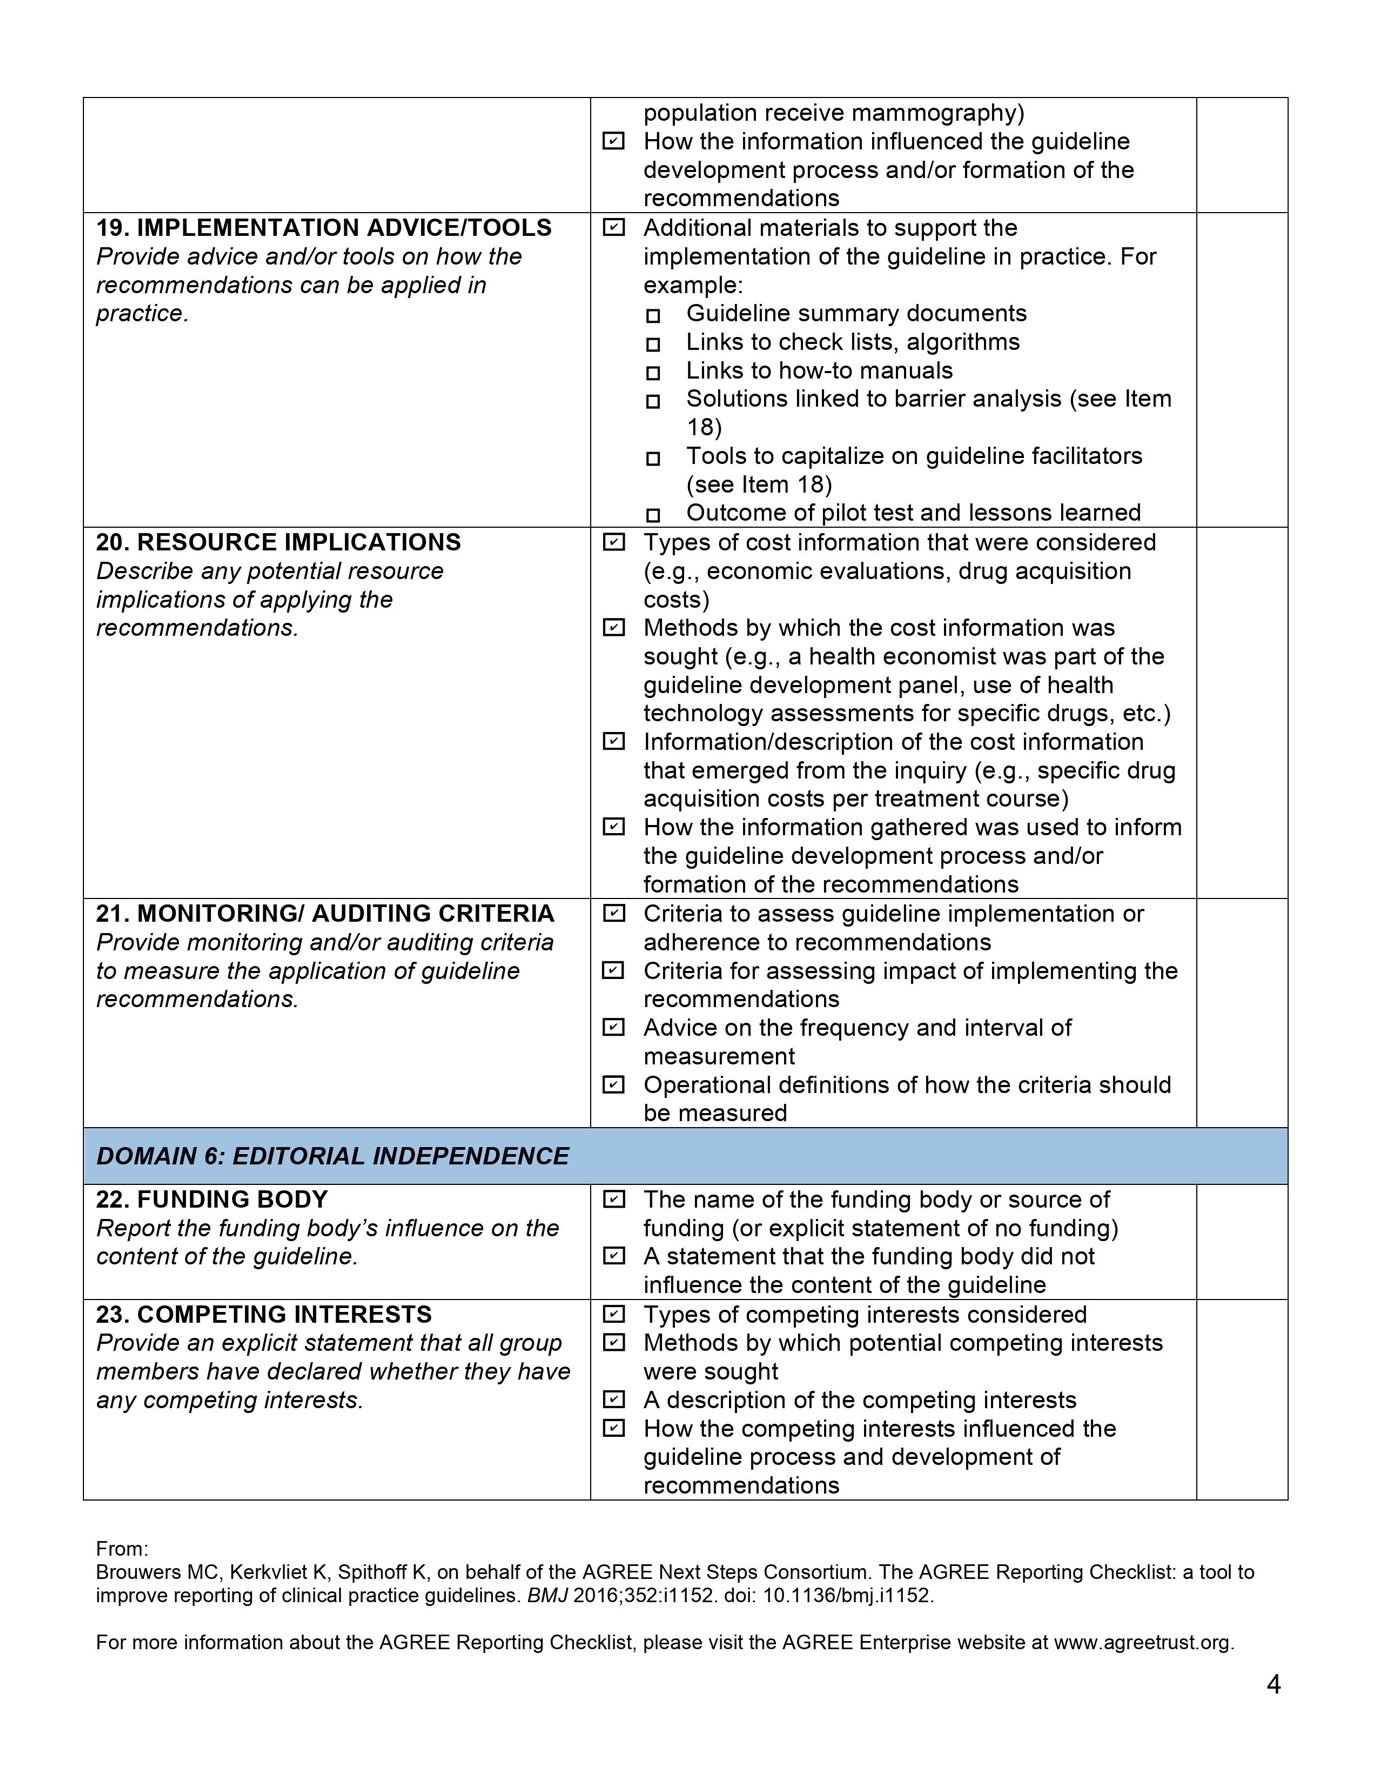 population receive mammography)
☑ How the information influenced the guideline
development process and/or formation of the
recommendations
19. IMPLEMENTATION ADVICE/TOOLS
Provide advice and/or tools on how the
recommendations can be applied in
practice.
☑ Additional materials to support the
implementation of the guideline in practice. For
example:
☐ Guideline summary documents
☐ Links to check lists, algorithms
☐ Links to how-to manuals
☐ Solutions linked to barrier analysis (see Item
18)
☐ Tools to capitalize on guideline facilitators
(see Item 18)
☐ Outcome of pilot test and lessons learned
20. RESOURCE IMPLICATIONS
Describe any potential resource
implications of applying the
recommendations.
☑ Types of cost information that were considered
(e.g., economic evaluations, drug acquisition
costs)
☑ Methods by which the cost information was
sought (e.g., a health economist was part of the
guideline development panel, use of health
technology assessments for specific drugs, etc.)
☑ Information/description of the cost information
that emerged from the inquiry (e.g., specific drug
acquisition costs per treatment course)
☑ How the information gathered was used to inform
the guideline development process and/or
formation of the recommendations
21. MONITORING/ AUDITING CRITERIA
Provide monitoring and/or auditing criteria
to measure the application of guideline
recommendations.
☑ Criteria to assess guideline implementation or
adherence to recommendations
☑ Criteria for assessing impact of implementing the
recommendations
☑ Advice on the frequency and interval of
measurement
☑ Operational definitions of how the criteria should
be measured
DOMAIN 6: EDITORIAL INDEPENDENCE
22. FUNDING BODY
Report the funding body’s influence on the
content of the guideline.
☑ The name of the funding body or source of
funding (or explicit statement of no funding)
☑ A statement that the funding body did not
influence the content of the guideline
23. COMPETING INTERESTS
Provide an explicit statement that all group
members have declared whether they have
any competing interests.
☑ Types of competing interests considered
☑ Methods by which potential competing interests
were sought
☑ A description of the competing interests
☑ How the competing interests influenced the
guideline process and development of
recommendations
From:
Brouwers MC, Kerkvliet K, Spithoff K, on behalf of the AGREE Next Steps Consortium. The AGREE Reporting Checklist: a tool to
improve reporting of clinical practice guidelines. BMJ 2016;352:i1152. doi: 10.1136/bmj.i1152.
For more information about the AGREE Reporting Checklist, please visit the AGREE Enterprise website at www.agreetrust.org.
4